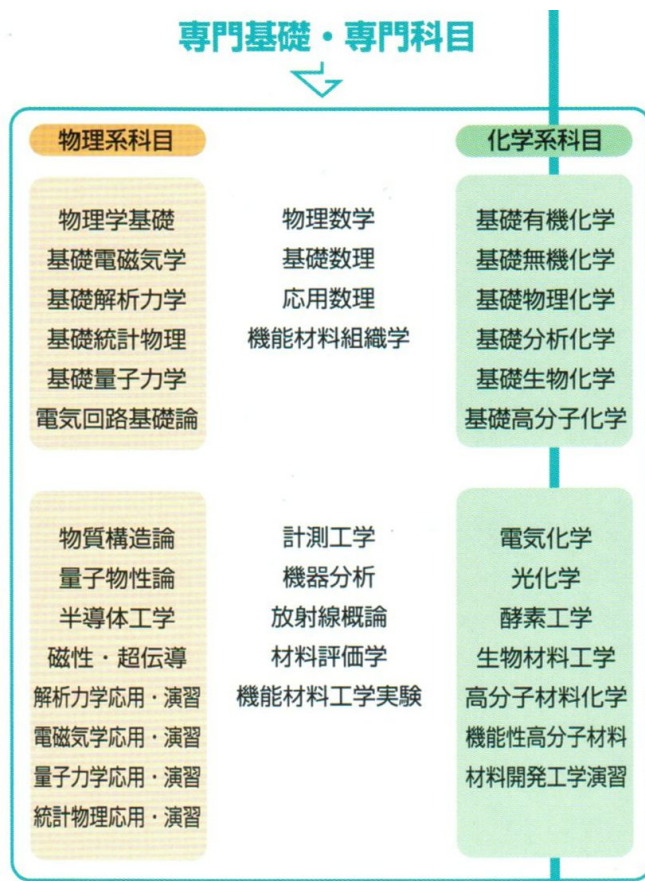 専門基礎・専門科目
物理系科目
物理学基礎
基礎電磁気学
基礎解析力学
基礎統計物理
基礎量子力学
電気回路基礎論
物質構造論
量子物性論
半導体工学
磁性・超伝導
解析力学応用・演習
電磁気学応用・演習
量子力学応用・演習
統計物理応用・演習
物理数学
基礎数理
応用数理
機能材料組織学
計測工学
機器分析
放射線概論
材料評価学
機能材料工学実験
化学系科目
基礎有機化学
基礎無機化学
基礎物理化学
基礎分析化学
基礎生物化学
基礎高分子化学
電気化学
光化学
酵素工学
生物材料工学
高分子材料化学
機能性高分子材料
材料開発工学演習